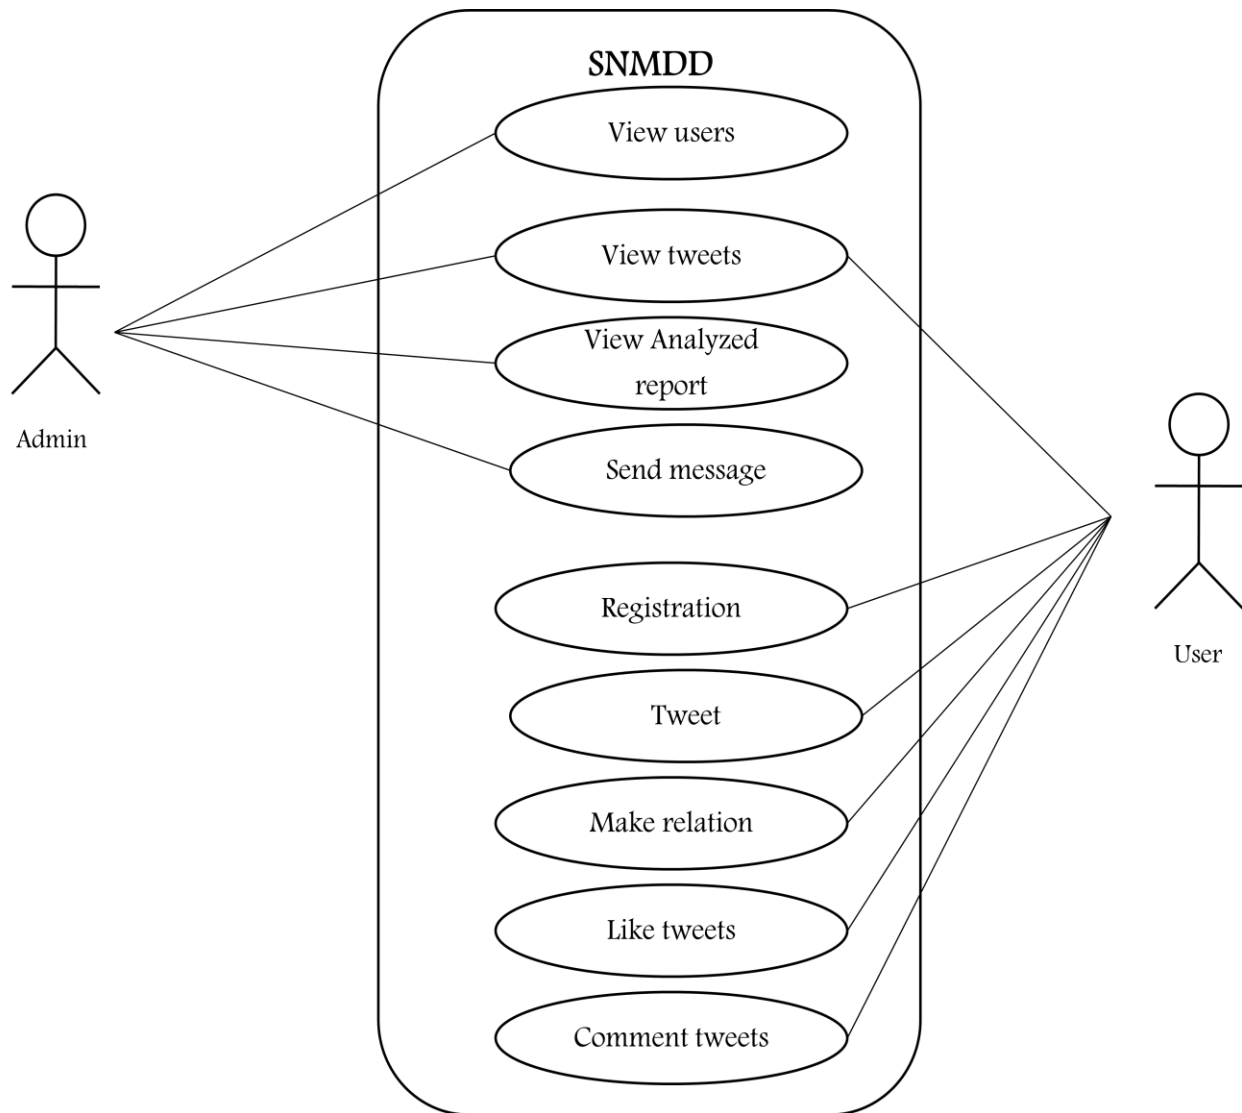 SNMDD
View users
View tweets
View Analyzed
report
Admin
Send message
Registration
User
Tweet
Make relation
Like tweets
Comment tweets